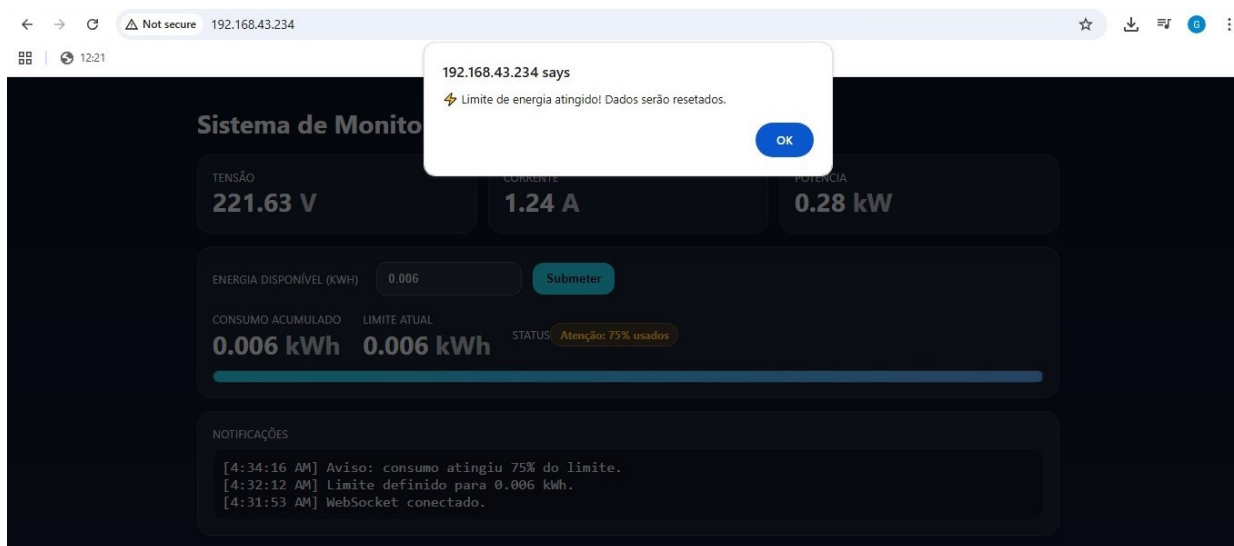 Not secure 192.168.43.234
G
12:21
192.168.43.234 says
⚡ Limite de energia atingido! Dados serão resetados.
OK
Sistema de Monito
TENSÃO
221.63 V
CORRENTE
1.24 A
POTÊNCIA
0.28 kW
ENERGIA DISPONÍVEL (KWH) 0.006 Submeter
CONSUMO ACUMULADO LIMITE ATUAL
0.006 kWh 0.006 kWh
STATUS Atenção: 75% usados
NOTIFICAÇÕES
[4:34:16 AM] Aviso: consumo atingiu 75% do limite.
[4:32:12 AM] Limite definido para 0.006 kWh.
[4:31:53 AM] WebSocket conectado.